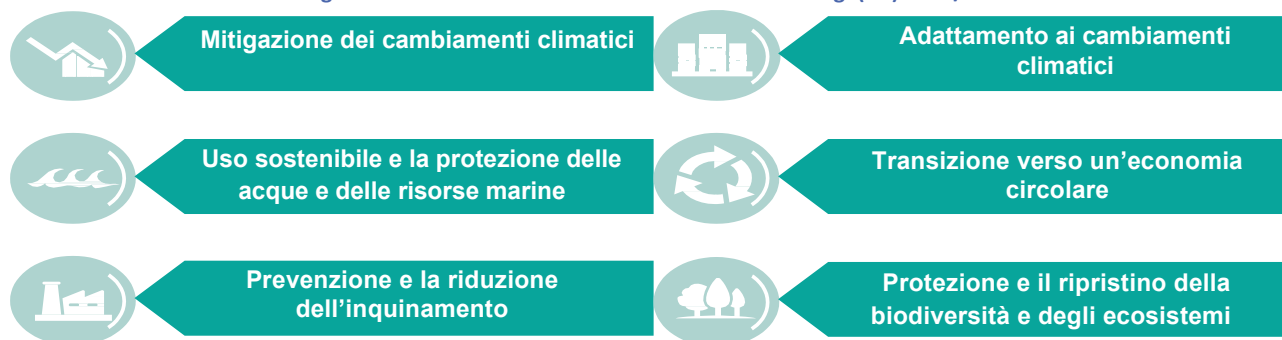 Mitigazione dei cambiamenti climatici
Adattamento ai cambiamenti
climatici
Uso sostenibile e la protezione delle
acque e delle risorse marine
Transizione verso un'economia
circolare
Prevenzione e la riduzione
dell'inquinamento
Protezione e il ripristino della
biodiversità e degli ecosistemi